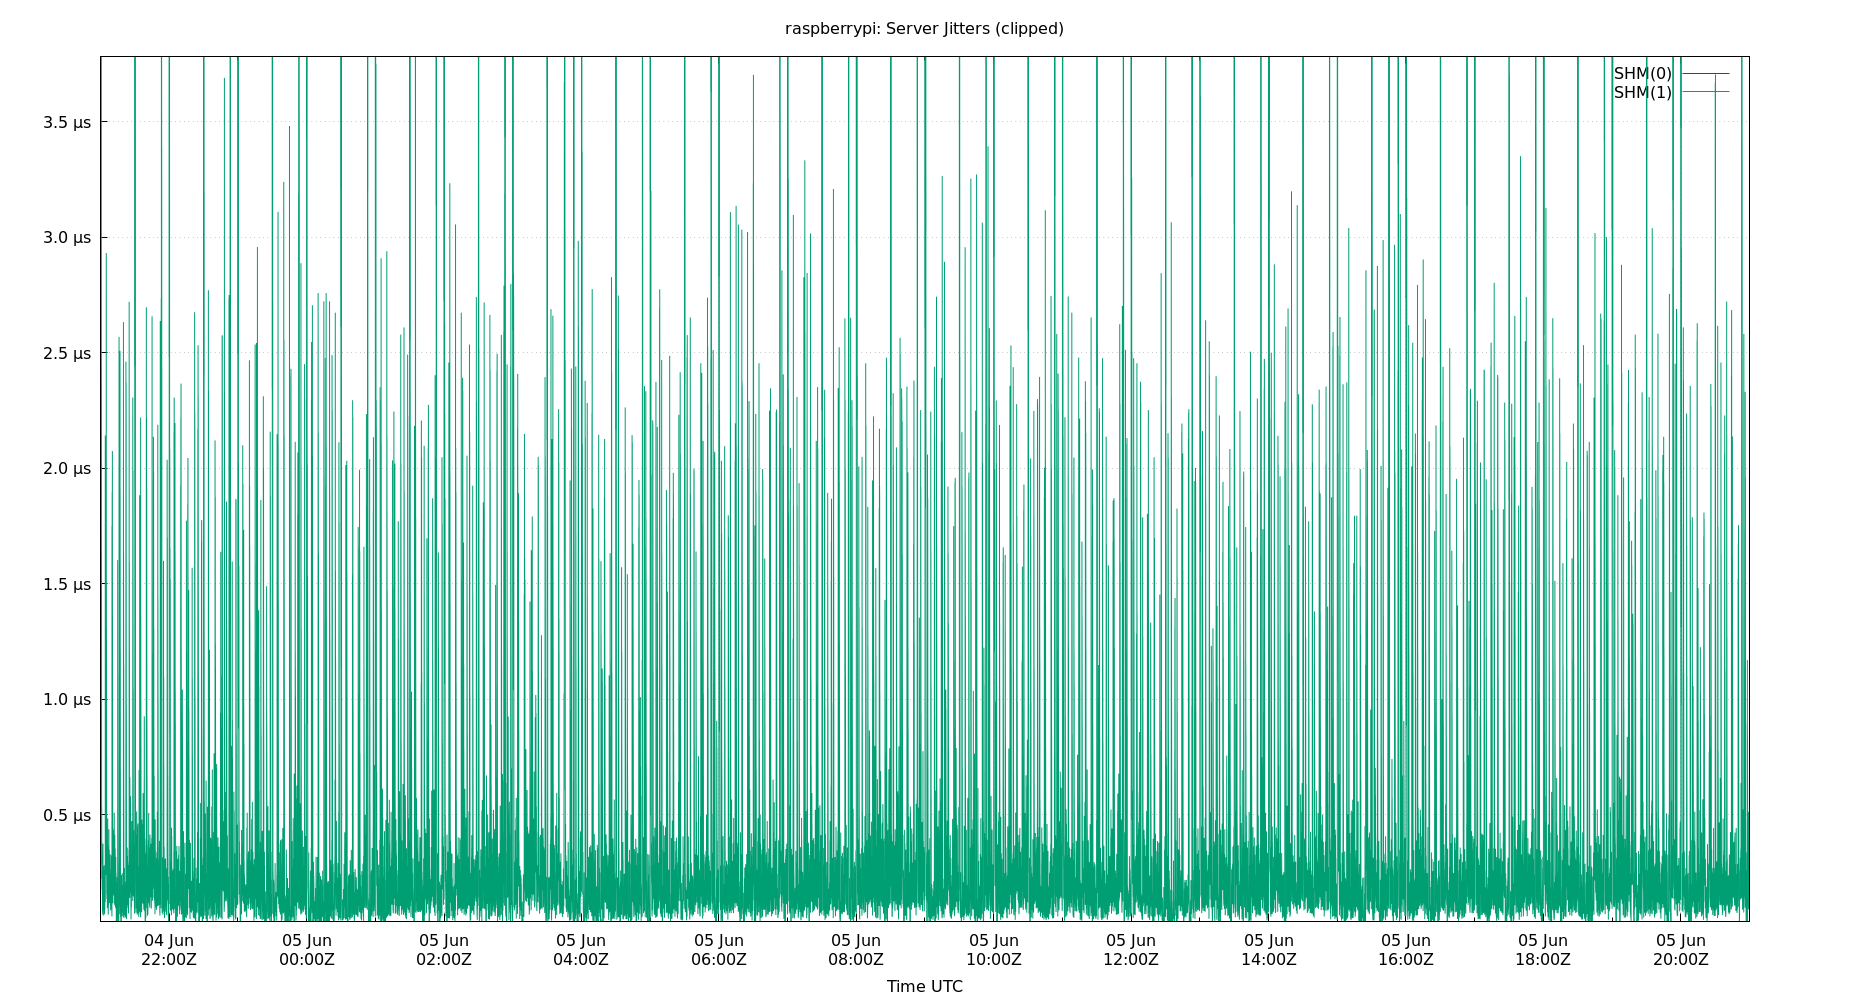 raspberrypi: Server Jitters (clipped)
SHM(0)
SHM(1)
3.5 µs
3.0 µs
2.5 µs
2.0 µs
1.5 µs
1.0 µs
0.5 µs
04 Jun 05 Jun 05 Jun 05 Jun 05 Jun 05 Jun 05 Jun 05 Jun 05 Jun 05 Jun 05 Jun 05 Jun
22:00Z 00:00Z 02:00Z 04:00Z 06:00Z 08:00Z 10:00Z 12:00Z 14:00Z 16:00Z 18:00Z 20:00Z
Time UTC